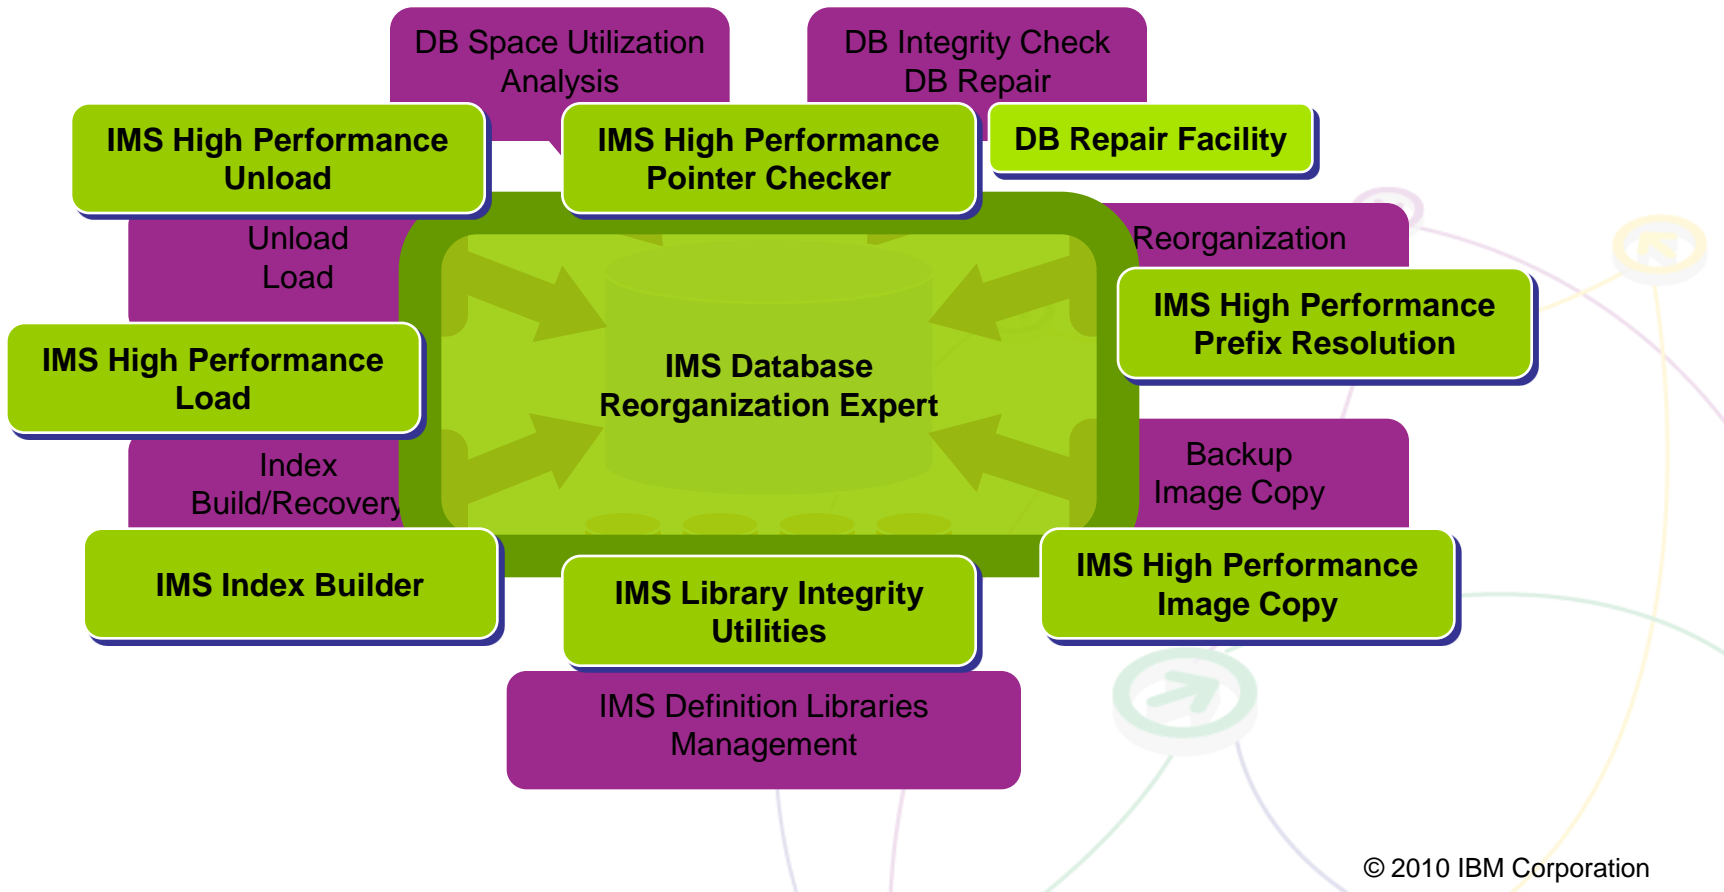 DB Space Utilization
Analysis
DB Integrity Check
DB Repair
IMS High Performance
Unload
IMS High Performance
Pointer Checker
DB Repair Facility
Unload
Load
Reorganization
IMS High Performance
Prefix Resolution
IMS High Performance
Load
IMS Database
Reorganization Expert
Index
Build/Recovery
Backup
Image Copy
IMS Index Builder
IMS Library Integrity
Utilities
IMS High Performance
Image Copy
IMS Definition Libraries
Management
© 2010 IBM Corporation